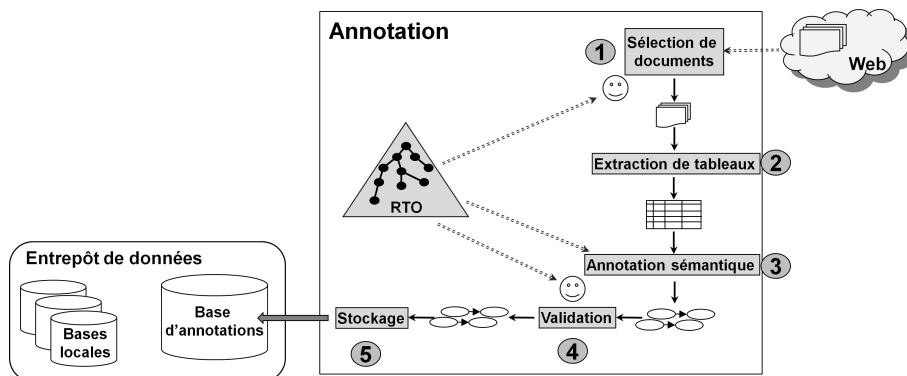 Annotation
1
Sélection de
documents
Web
Extraction de tableaux
2
RTO
Annotation sémantique
3
Entrepôt de données
Bases
locales
Base
d'annotations
Stockage
5
Validation
4